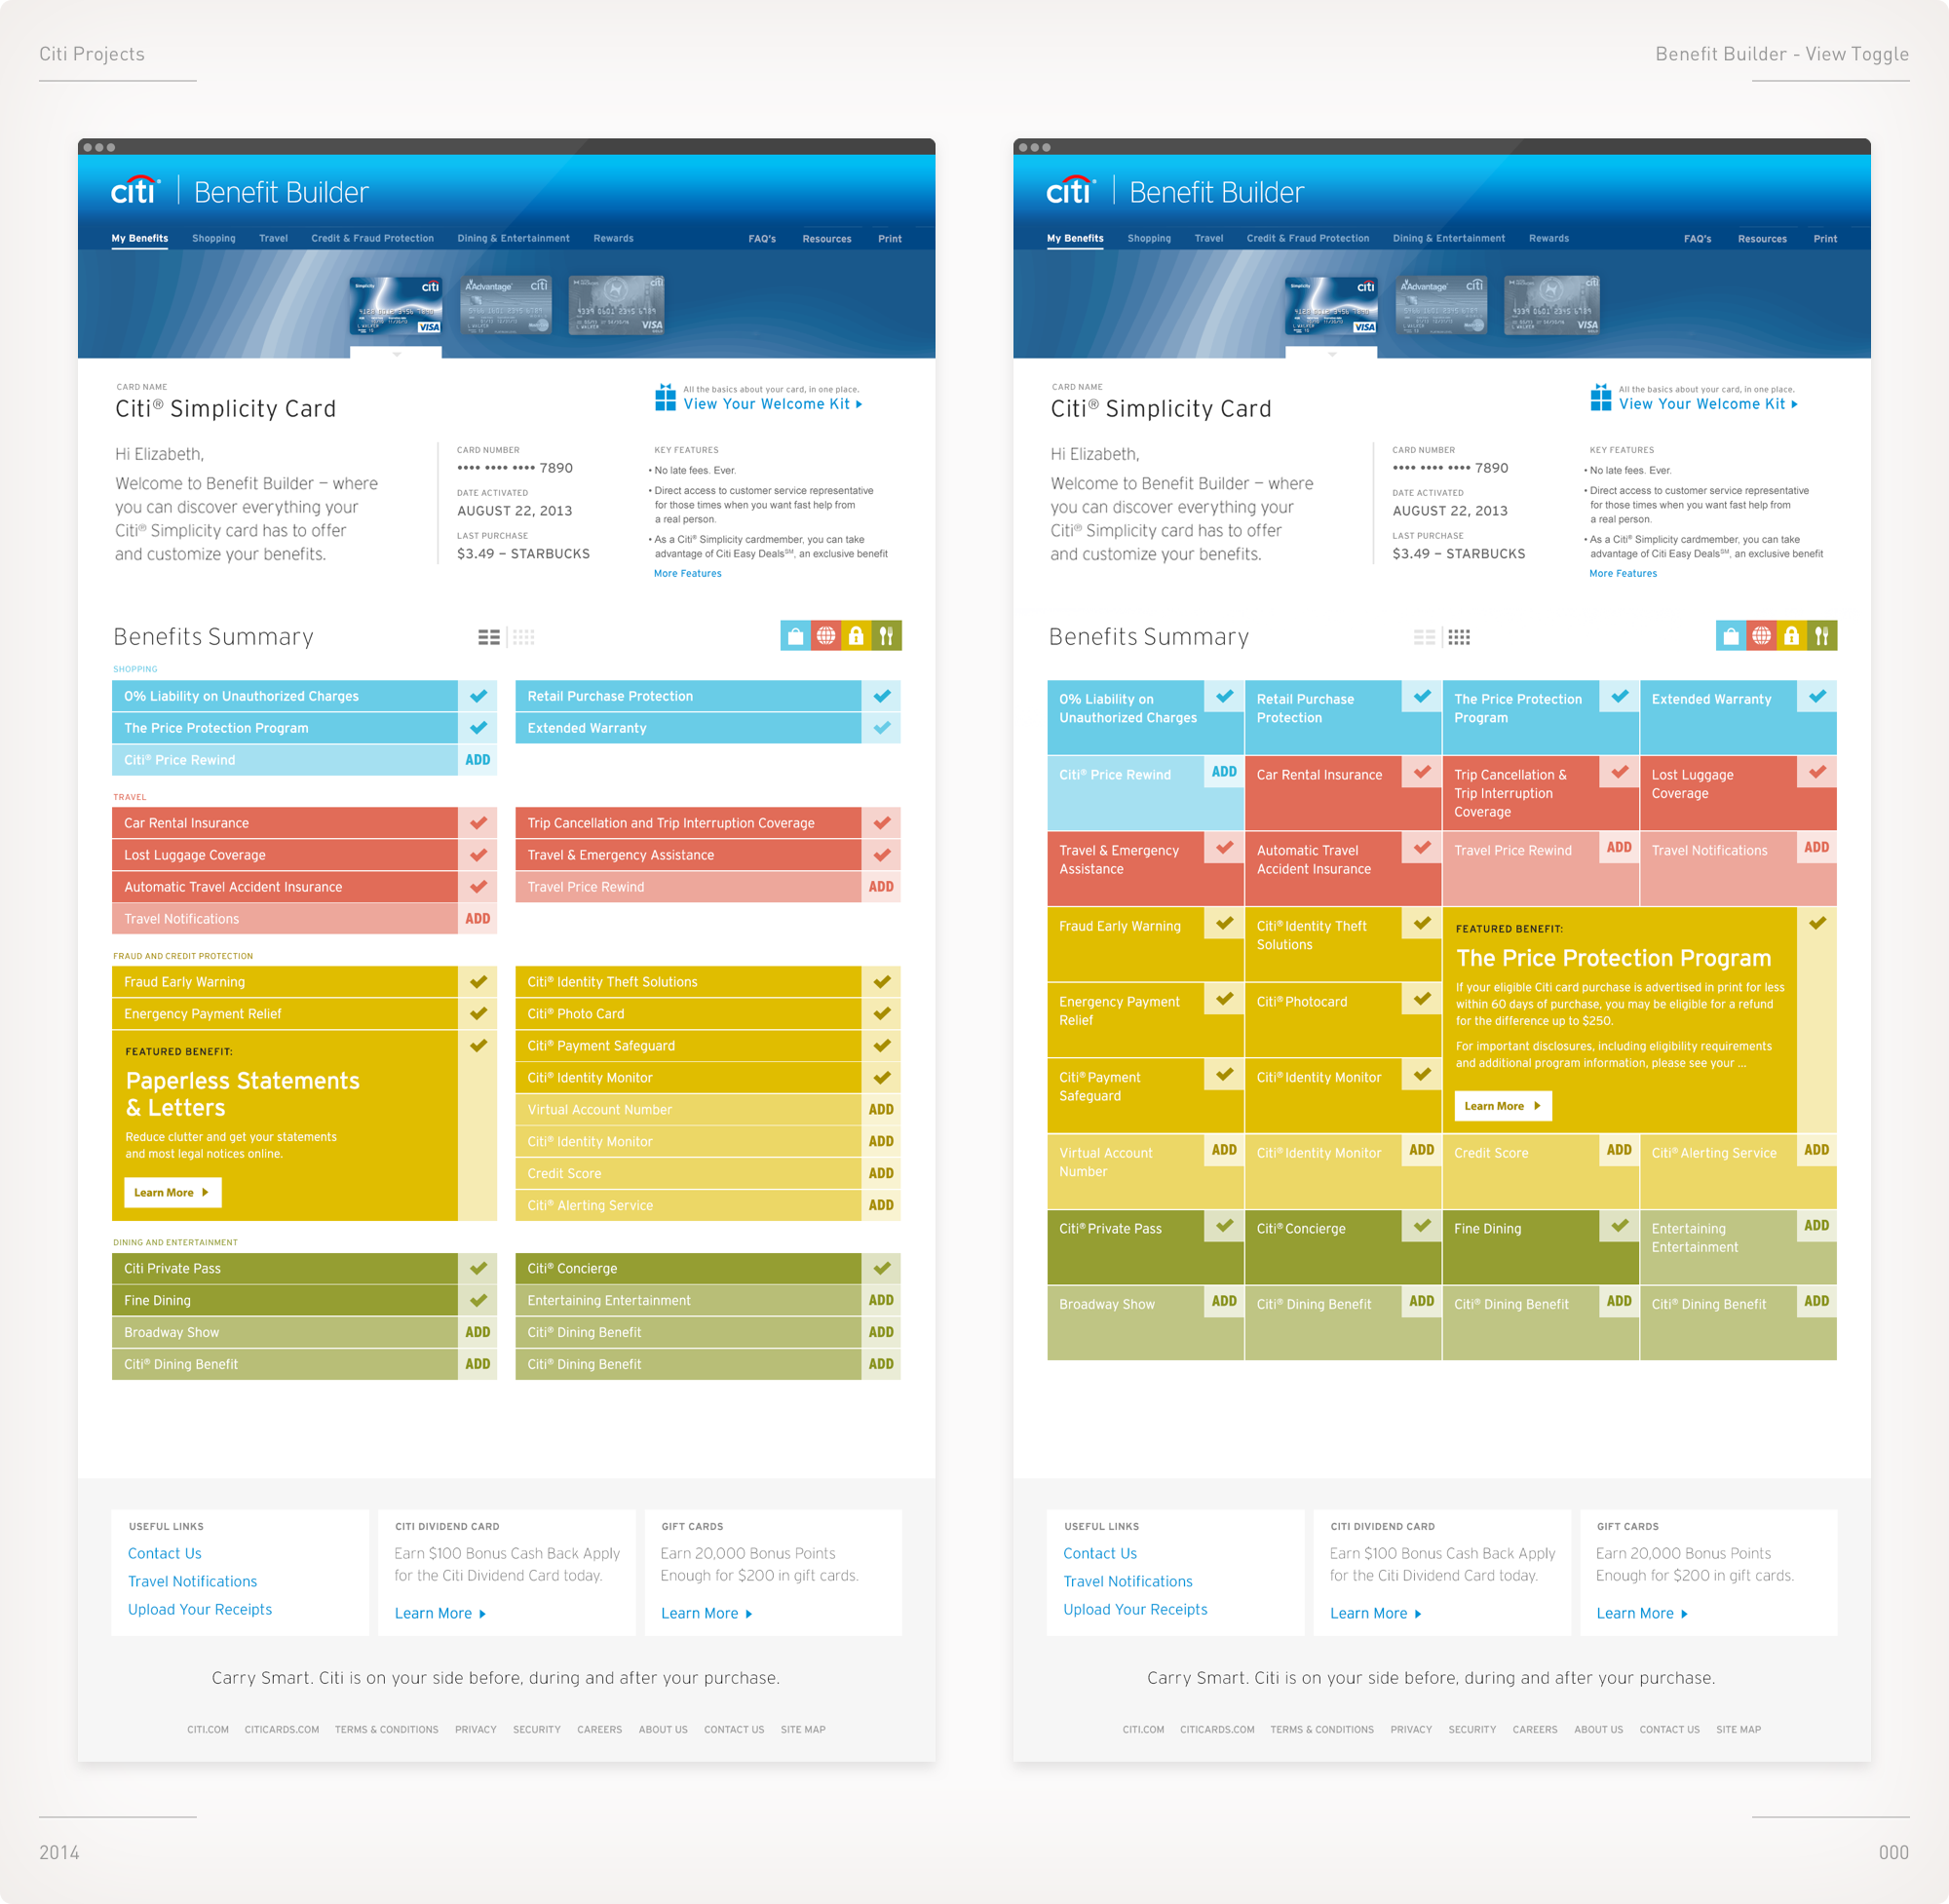 Citi Projects
Benefit Builder - View Toggle
citi® | Benefit Builder
My Benefits Shopping Travel Credit & Fraud Protection Dining & Entertainment Rewards FAQ's Resources Print
Simplicity citi
AAdvantage® citi
citi
9339 0601 2345 6789
VISA
VISA
CARD NAME
Citi® Simplicity Card
All the basics about your card, in one place.
View Your Welcome Kit
Hi Elizabeth,
Welcome to Benefit Builder – where
you can discover everything your
Citi® Simplicity card has to offer
and customize your benefits.
CARD NUMBER
•••• •••• •••• 7890
DATE ACTIVATED
AUGUST 22, 2013
LAST PURCHASE
$3.49 – STARBUCKS
KEY FEATURES
• No late fees. Ever.
• Direct access to customer service representative
for those times when you want fast help from
a real person.
• As a Citi® Simplicity cardmember, you can take
advantage of Citi Easy Deals℠, an exclusive benefit
More Features
Benefits Summary
SHOPPING
0% Liability on Unauthorized Charges
Retail Purchase Protection
The Price Protection Program
Extended Warranty
Citi® Price Rewind ADD
TRAVEL
Car Rental Insurance
Trip Cancellation and Trip Interruption Coverage
Lost Luggage Coverage
Travel & Emergency Assistance
Automatic Travel Accident Insurance
Travel Price Rewind ADD
Travel Notifications ADD
FRAUD AND CREDIT PROTECTION
Fraud Early Warning
Energency Payment Relief
FEATURED BENEFIT:
Paperless Statements
& Letters
Reduce clutter and get your statements
and most legal notices online.
Learn More
Citi® Identity Theft Solutions
Citi® Photo Card
Citi® Payment Safeguard
Citi® Identity Monitor
Virtual Account Number ADD
Citi® Identity Monitor ADD
Credit Score ADD
Citi® Alerting Service ADD
DINING AND ENTERTAINMENT
Citi Private Pass
Citi® Concierge
Fine Dining
Entertaining Entertainment ADD
Broadway Show ADD
Citi® Dining Benefit ADD
Citi® Dining Benefit ADD
Citi® Dining Benefit ADD
USEFUL LINKS
Contact Us
Travel Notifications
Upload Your Receipts
CITI DIVIDEND CARD
Earn $100 Bonus Cash Back Apply
for the Citi Dividend Card today.
Learn More
GIFT CARDS
Earn 20,000 Bonus Points
Enough for $200 in gift cards.
Learn More
Carry Smart. Citi is on your side before, during and after your purchase.
CITI.COM CITICARDS.COM TERMS & CONDITIONS PRIVACY SECURITY CAREERS ABOUT US CONTACT US SITE MAP
citi® | Benefit Builder
My Benefits Shopping Travel Credit & Fraud Protection Dining & Entertainment Rewards FAQ's Resources Print
Simplicity citi
AAdvantage® citi
citi
9339 0601 2345 6789
VISA
VISA
CARD NAME
Citi® Simplicity Card
All the basics about your card, in one place.
View Your Welcome Kit
Hi Elizabeth,
Welcome to Benefit Builder – where
you can discover everything your
Citi® Simplicity card has to offer
and customize your benefits.
CARD NUMBER
•••• •••• •••• 7890
DATE ACTIVATED
AUGUST 22, 2013
LAST PURCHASE
$3.49 – STARBUCKS
KEY FEATURES
• No late fees. Ever.
• Direct access to customer service representative
for those times when you want fast help from
a real person.
• As a Citi® Simplicity cardmember, you can take
advantage of Citi Easy Deals℠, an exclusive benefit
More Features
Benefits Summary
0% Liability on
Unauthorized Charges
Retail Purchase
Protection
The Price Protection
Program
Extended Warranty
Citi® Price Rewind ADD
Car Rental Insurance
Trip Cancellation &
Trip Interruption
Coverage
Lost Luggage
Coverage
Travel & Emergency
Assistance
Automatic Travel
Accident Insurance
Travel Price Rewind ADD
Travel Notifications ADD
Fraud Early Warning
Citi® Identity Theft
Solutions
Energency Payment
Relief
Citi® Photocard
Citi® Payment
Safeguard
Citi® Identity Monitor
FEATURED BENEFIT:
The Price Protection Program
If your eligible Citi card purchase is advertised in print for less
within 60 days of purchase, you may be eligible for a refund
for the difference up to $250.
For important disclosures, including eligibility requirements
and additional program information, please see your ...
Learn More
Virtual Account
Number ADD
Citi® Identity Monitor ADD
Credit Score ADD
Citi® Alerting Service ADD
Citi® Private Pass
Citi® Concierge
Fine Dining
Entertaining
Entertainment ADD
Broadway Show ADD
Citi® Dining Benefit ADD
Citi® Dining Benefit ADD
Citi® Dining Benefit ADD
USEFUL LINKS
Contact Us
Travel Notifications
Upload Your Receipts
CITI DIVIDEND CARD
Earn $100 Bonus Cash Back Apply
for the Citi Dividend Card today.
Learn More
GIFT CARDS
Earn 20,000 Bonus Points
Enough for $200 in gift cards.
Learn More
Carry Smart. Citi is on your side before, during and after your purchase.
CITI.COM CITICARDS.COM TERMS & CONDITIONS PRIVACY SECURITY CAREERS ABOUT US CONTACT US SITE MAP
2014
000